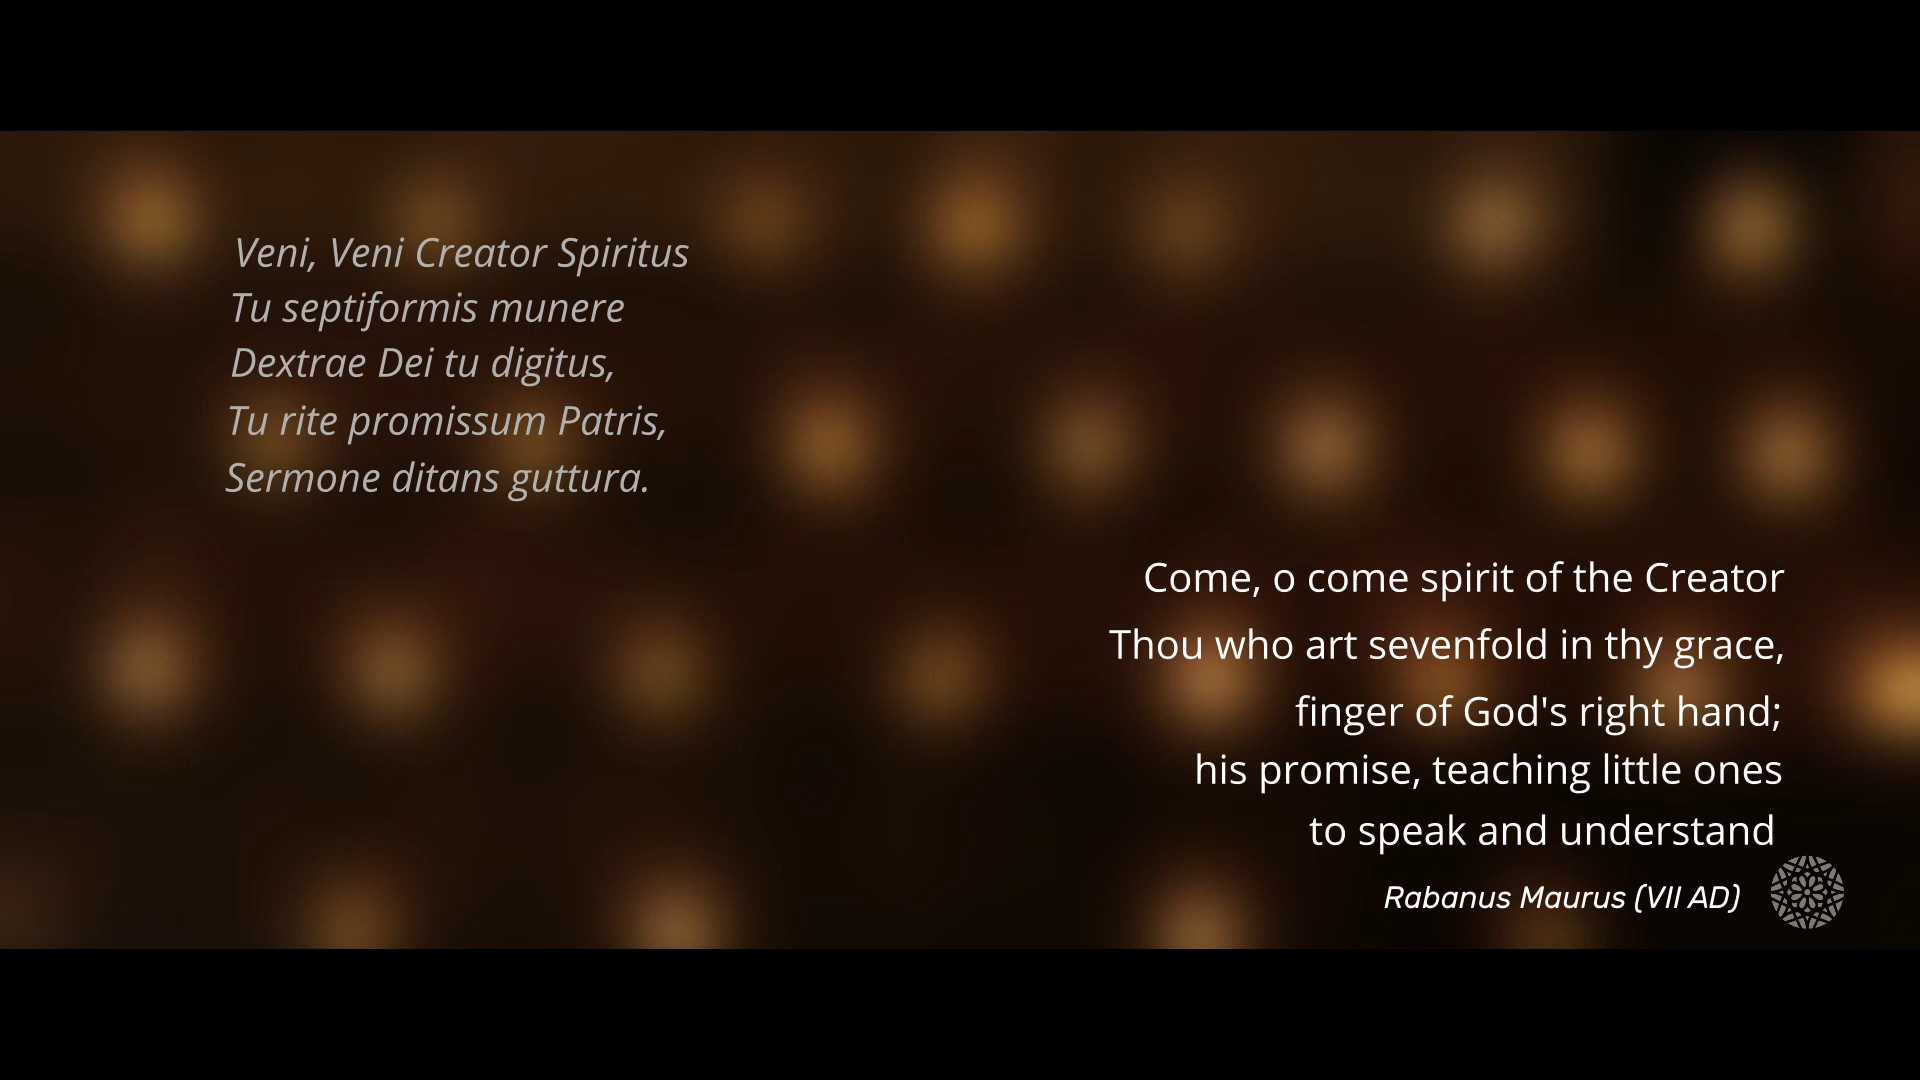 Veni, Veni Creator Spiritus
Tu septiformis munere
Dextrae Dei tu digitus,
Tu rite promissum Patris,
Sermone ditans guttura.
Come, o come spirit of the Creator
Thou who art sevenfold in thy grace,
finger of God's right hand;
his promise, teaching little ones
to speak and understand
Rabanus Maurus (VII AD)